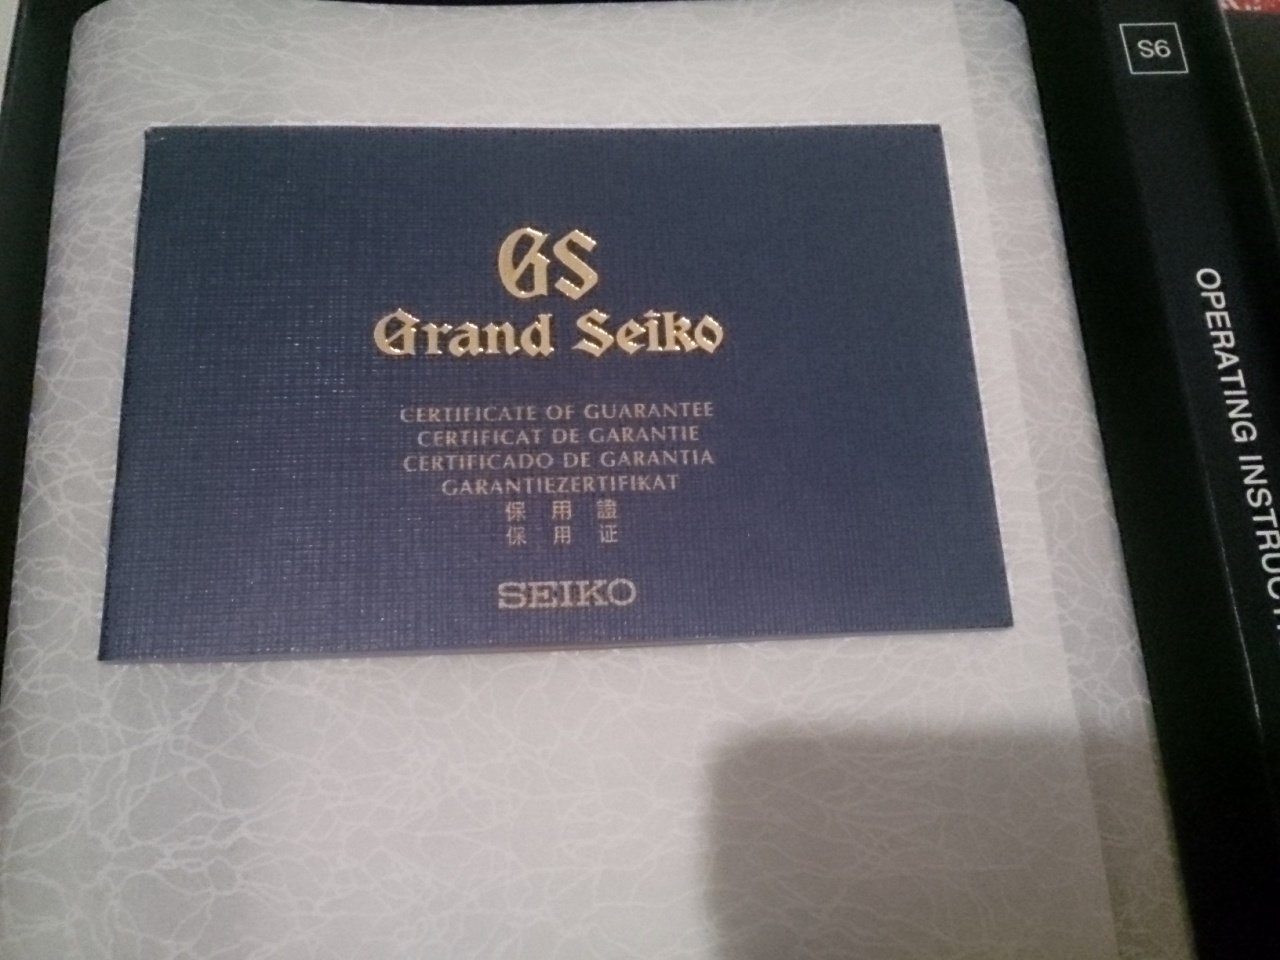 GS
Grand Seiko
CERTIFICATE OF GUARANTEE
CERTIFICAT DE GARANTIE
CERTIFICADO DE GARANTIA
GARANTIEZERTIFIKAT
保 用 證
保 用 证
SEIKO
S6
OPERATING